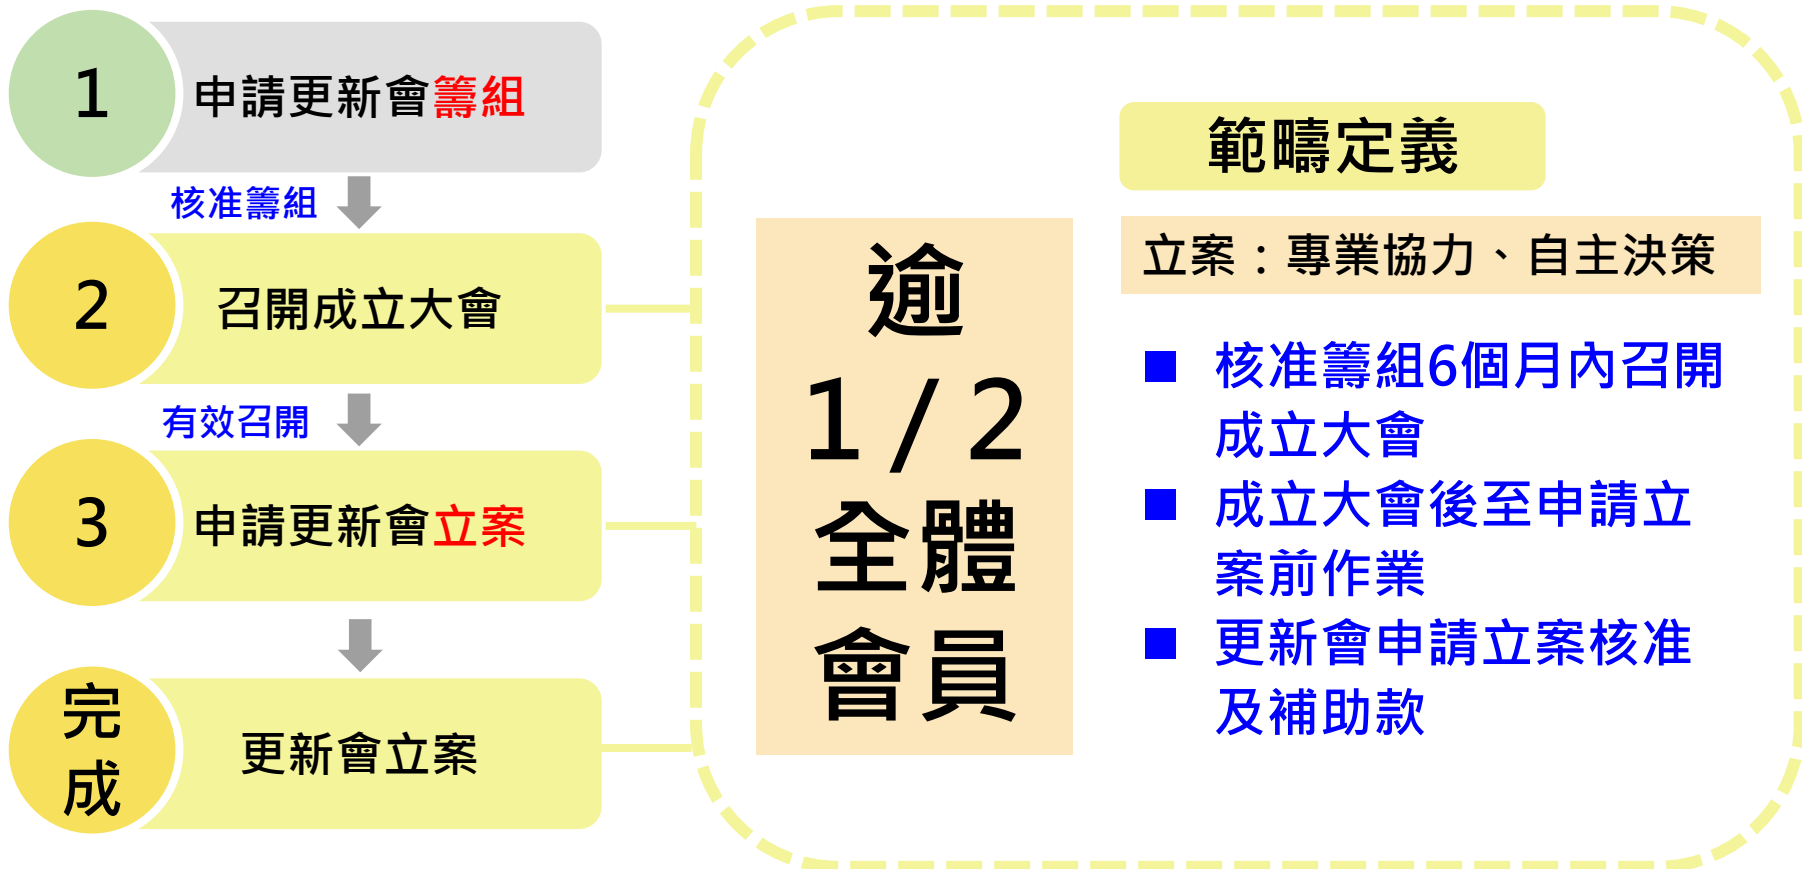 1
申請更新會籌組
核准籌組
2
召開成立大會
有效召開
3
申請更新會立案
完
成
更新會立案
逾
1/2
全體
會員
範疇定義
立案：專業協力、自主決策
■ 核准籌組6個月內召開
成立大會
■ 成立大會後至申請立
案前作業
■ 更新會申請立案核准
及補助款